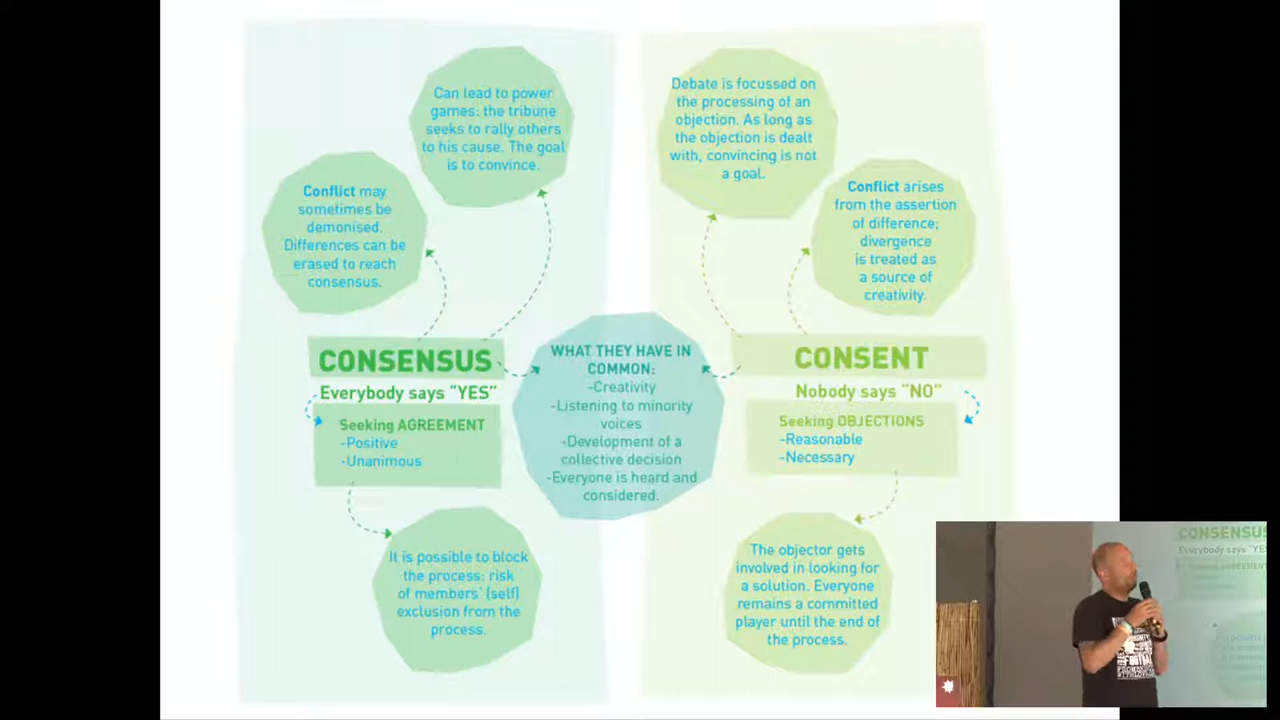 Can lead to power
games: the tribune
seeks to rally others
to his cause. The goal
is to convince.
Conflict may
sometimes be
demonised.
Differences can be
erased to reach
consensus.
Debate is focussed on
the processing of an
objection. As long as
the objection is dealt
with, convincing is not
a goal.
Conflict arises
from the assertion
of difference;
divergence
is treated as
a source of
creativity.
CONSENSUS
Everybody says "YES"
Seeking AGREEMENT
-Positive
-Unanimous
WHAT THEY HAVE IN
COMMON:
-Creativity
-Listening to minority
voices
-Development of a
collective decision
-Everyone is heard and
considered.
CONSENT
Nobody says "NO"
Seeking OBJECTIONS
-Reasonable
-Necessary
It is possible to block
the process: risk
of members' (self)
exclusion from the
process.
The objector gets
involved in looking for
a solution. Everyone
remains a committed
player until the end of
the process.
CONSENSUS
Everybody says "YES